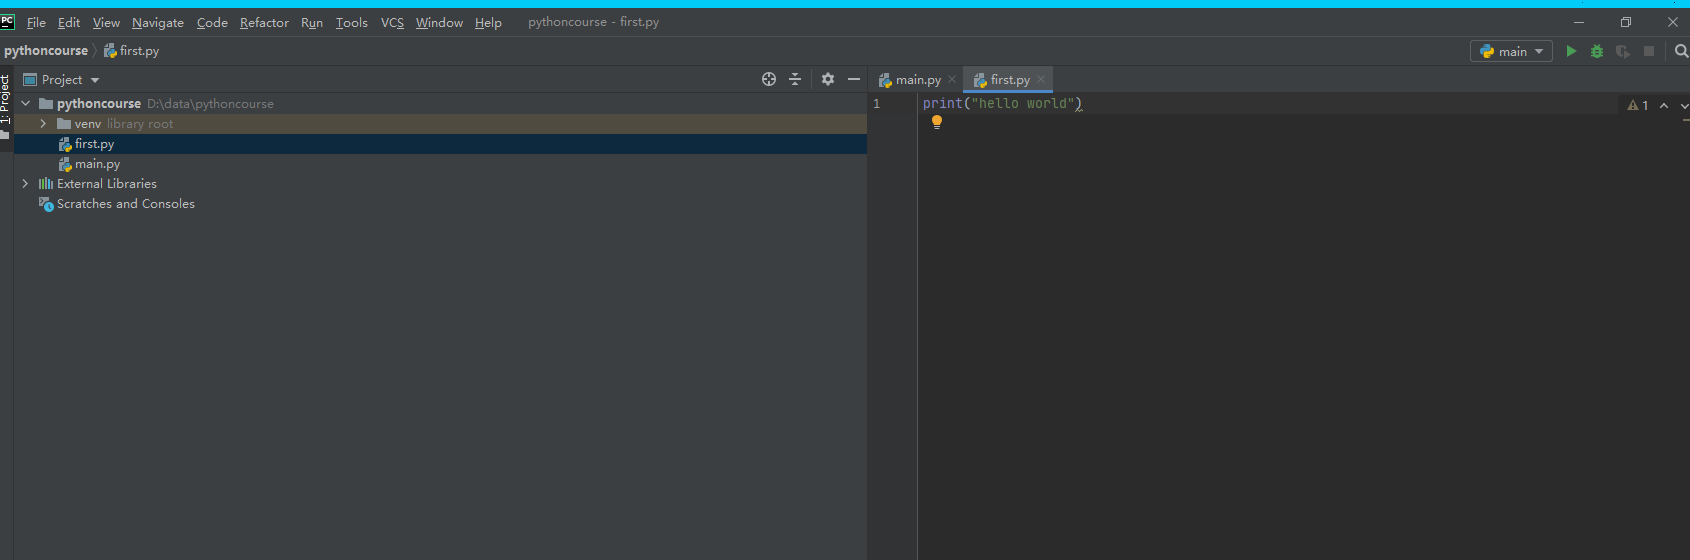 PC File Edit View Navigate Code Refactor Run Tools VCS Window Help pythoncourse - first.py
pythoncourse first.py main
1: Project
Project main.py first.py
pythoncourse D:\data\pythoncourse
1 print("hello world") 1
venv library root
first.py
main.py
External Libraries
Scratches and Consoles